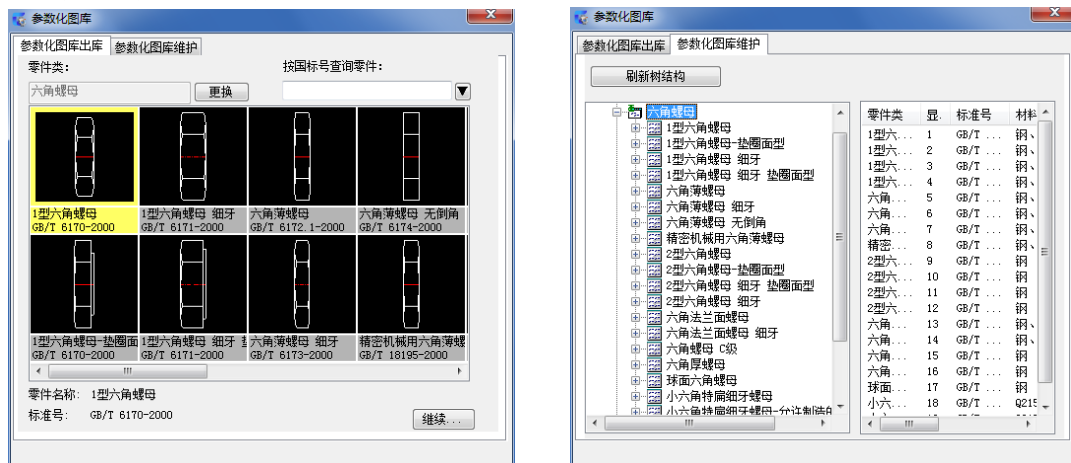 参数化图库
参数化图库出库 参数化图库维护
零件类：
按国标号查询零件：
六角螺母
更换
1型六角螺母
GB/T 6170-2000
1型六角螺母 细牙
GB/T 6171-2000
六角薄螺母
GB/T 6172.1-2000
六角薄螺母 无倒角
GB/T 6174-2000
1型六角螺母-垫圈面
GB/T 6170-2000
1型六角螺母 细牙
GB/T 6171-2000
六角薄螺母 细牙
GB/T 6173-2000
精密机械用六角薄螺
GB/T 18195-2000
零件名称： 1型六角螺母
标准号： GB/T 6170-2000
继续...
参数化图库
参数化图库出库 参数化图库维护
刷新树结构
六角螺母
1型六角螺母
1型六角螺母-垫圈面型
1型六角螺母 细牙
1型六角螺母 细牙 垫圈面型
六角薄螺母
六角薄螺母 细牙
六角薄螺母 无倒角
精密机械用六角薄螺母
2型六角螺母
2型六角螺母-垫圈面型
2型六角螺母 细牙 垫圈面型
2型六角螺母 细牙
六角法兰面螺母
六角法兰面螺母 细牙
六角螺母 C级
六角厚螺母
球面六角螺母
小六角特扁细牙螺母
小六角特扁细牙螺母-允许制造的
零件类 显. 标准号 材料
1型六... 1 GB/T ... 钢、
1型六... 2 GB/T ... 钢、
1型六... 3 GB/T ... 钢、
1型六... 4 GB/T ... 钢、
六角... 5 GB/T ... 钢、
六角... 6 GB/T ... 钢、
六角... 7 GB/T ... 钢、
精密... 8 GB/T ... 钢、
2型六... 9 GB/T ... 钢
2型六... 10 GB/T ... 钢
2型六... 11 GB/T ... 钢
2型六... 12 GB/T ... 钢
六角... 13 GB/T ... 钢、
六角... 14 GB/T ... 钢、
六角... 15 GB/T ... 钢
六角... 16 GB/T ... 钢
球面... 17 GB/T ... 钢
小六... 18 GB/T ... Q215